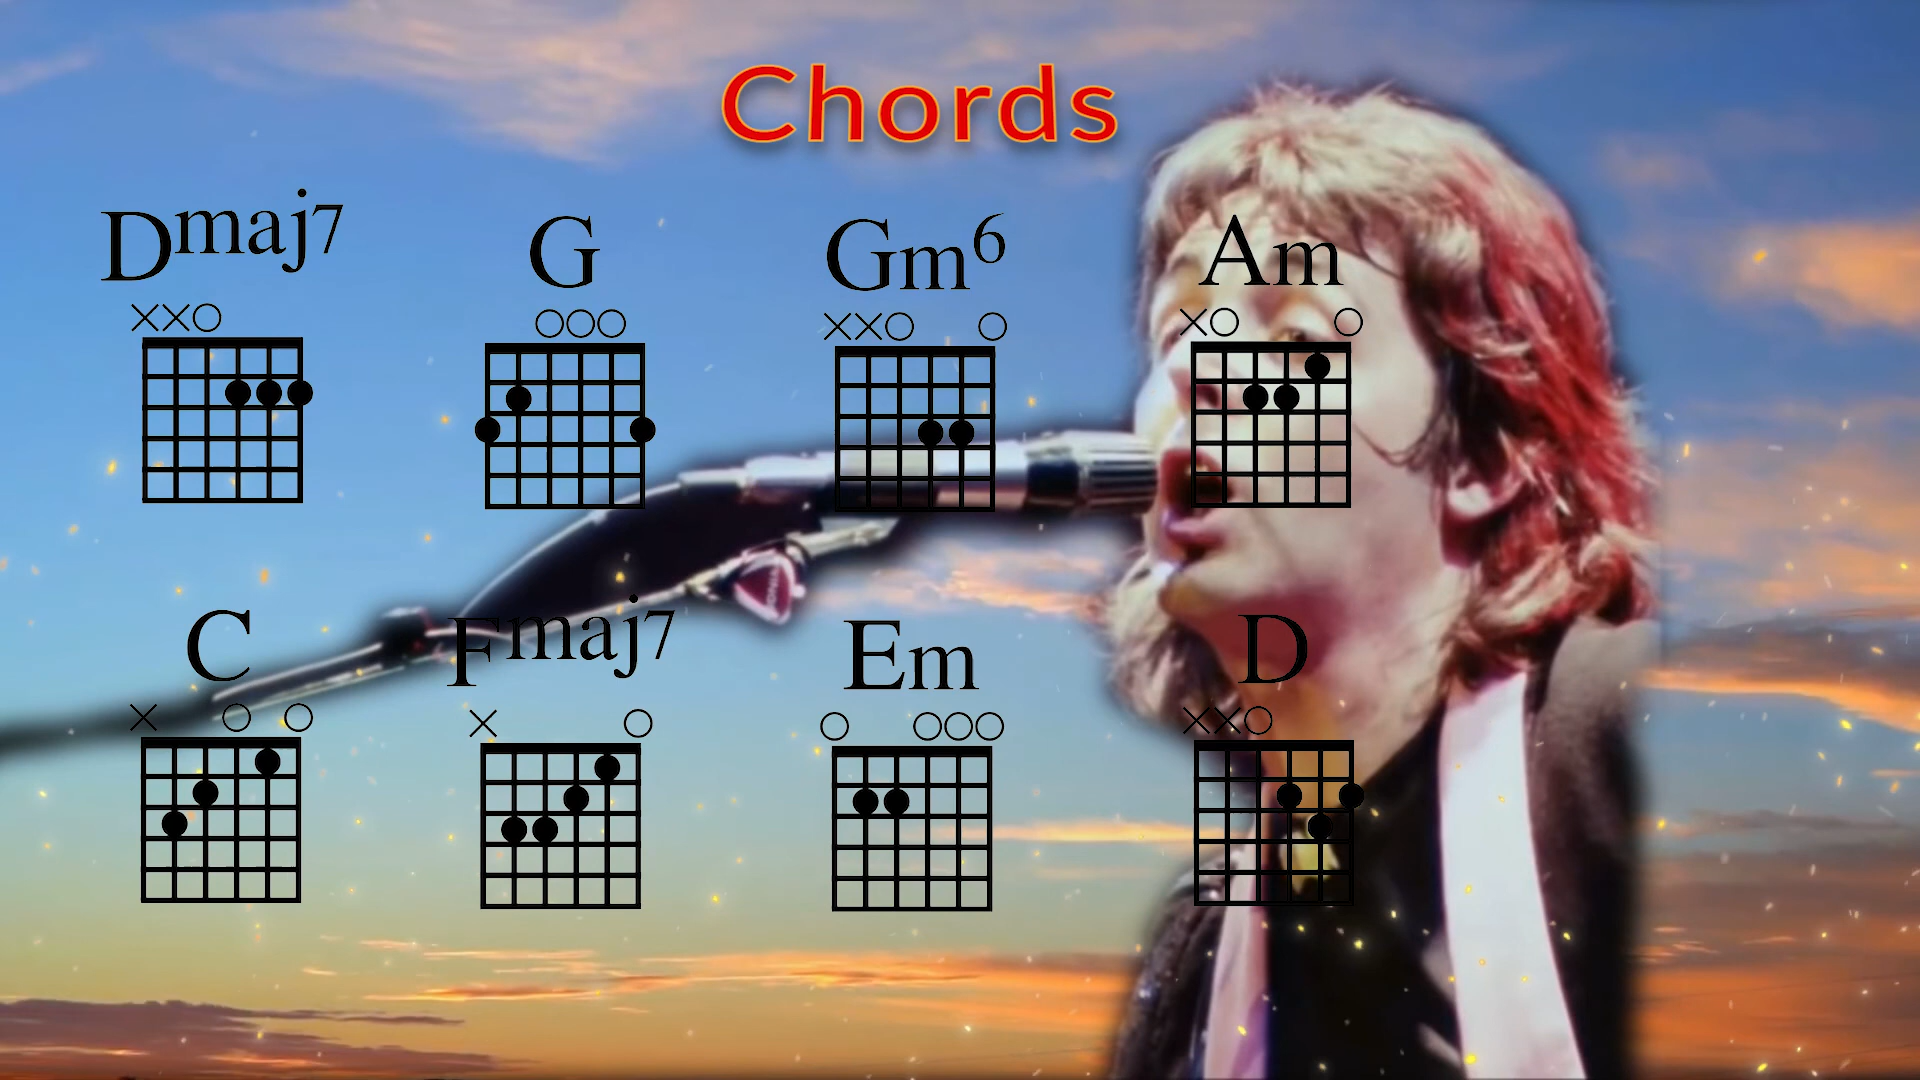 Chords
Dmaj7 G Gm6 Am
××○ ○○○ ××○ ○ ×○ ○
C Fmaj7 Em D
× ○ ○ × ○ ○ ○○○ ××○